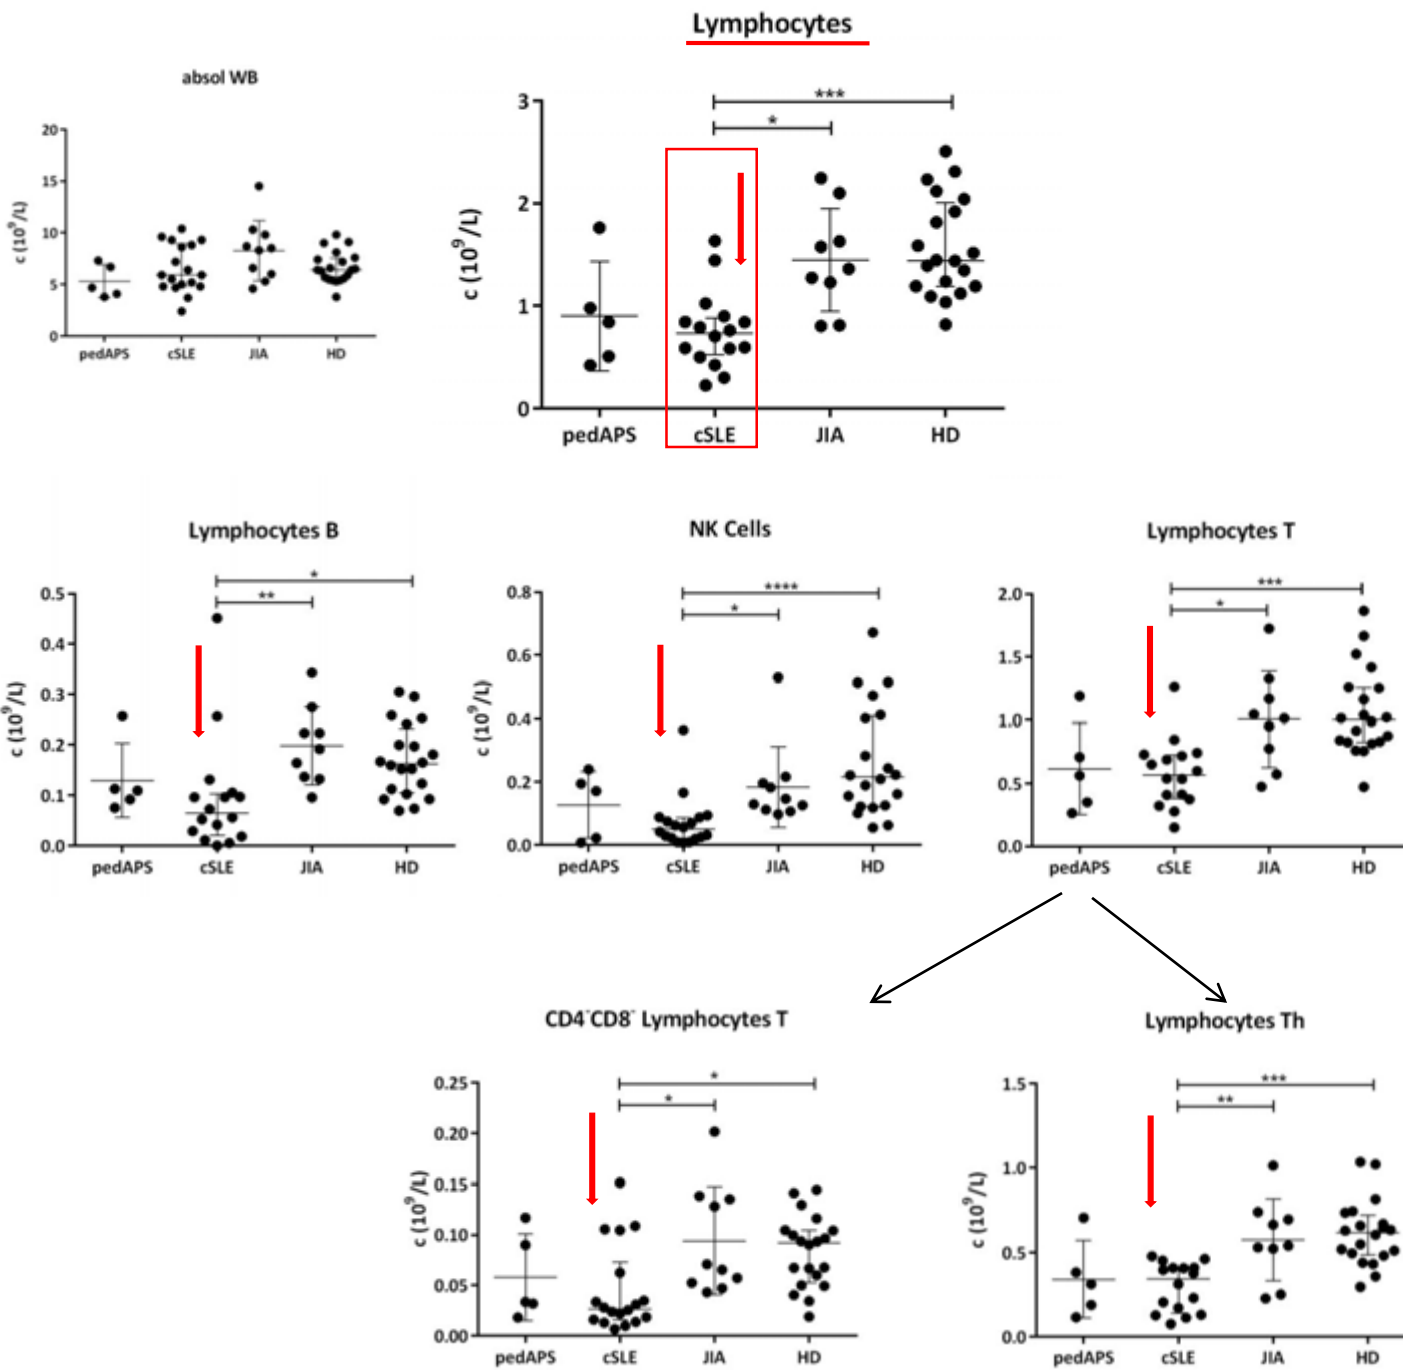 Lymphocytes
absol WB
c (10⁹/L)
20
15
10
5
0
pedAPS cSLE JIA HD
***
*
c (10⁹/L)
3
2
1
0
pedAPS cSLE JIA HD
Lymphocytes B
*
**
c (10⁹/L)
0.5
0.4
0.3
0.2
0.1
0.0
pedAPS cSLE JIA HD
NK Cells
****
*
c (10⁹/L)
0.8
0.6
0.4
0.2
0.0
pedAPS cSLE JIA HD
Lymphocytes T
***
*
c (10⁹/L)
2.0
1.5
1.0
0.5
0.0
pedAPS cSLE JIA HD
CD4⁻CD8⁻ Lymphocytes T
*
*
c (10⁹/L)
0.25
0.20
0.15
0.10
0.05
0.00
pedAPS cSLE JIA HD
Lymphocytes Th
***
**
c (10⁹/L)
1.5
1.0
0.5
0.0
pedAPS cSLE JIA HD